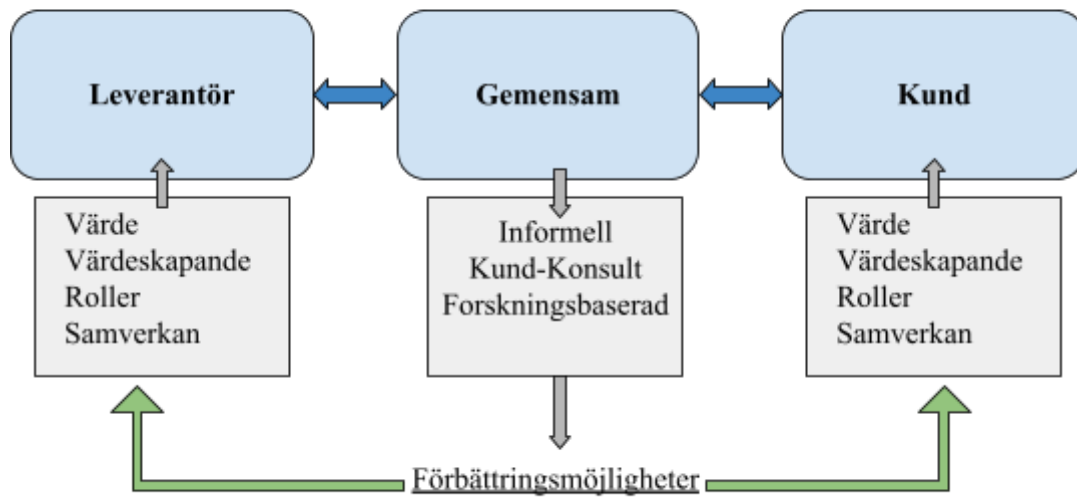 Leverantör
Gemensam
Kund
Värde
Värdeskapande
Roller
Samverkan
Informell
Kund-Konsult
Forskningsbaserad
Värde
Värdeskapande
Roller
Samverkan
Förbättringsmöjligheter